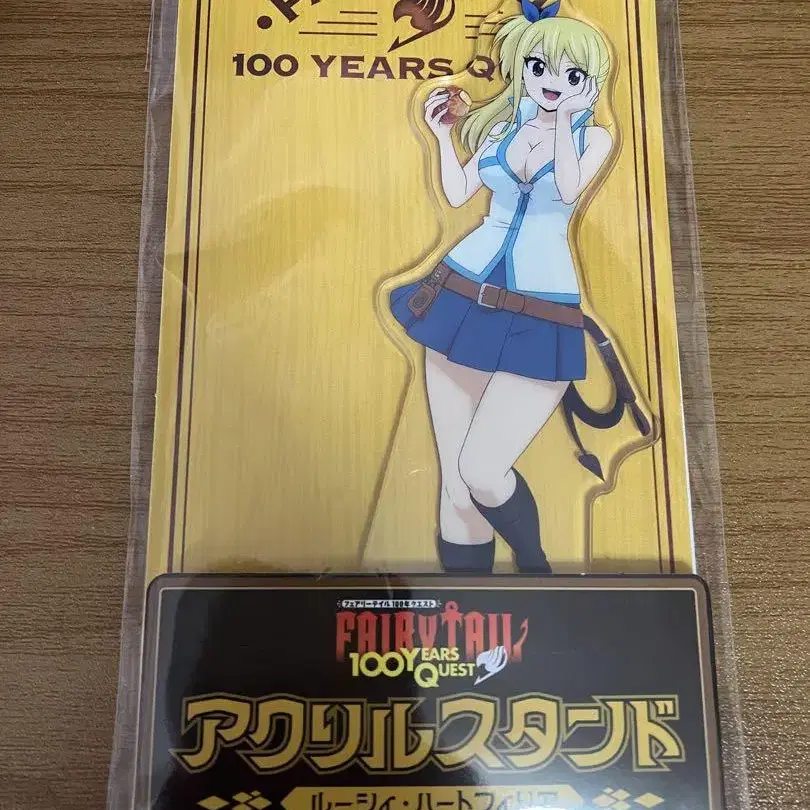 100 YEARS Q
フェアリーテイル100年クエスト
FAIRY TAIL
100 YEARS
QUEST
アクリルスタンド
ルーシィ・ハートフィリア